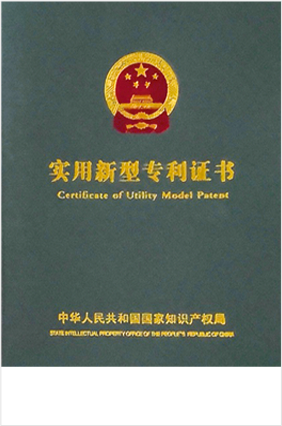 实用新型专利证书
Certificate of Utility Model Patent
中华人民共和国国家知识产权局
STATE INTELLECTUAL PROPERTY OFFICE OF THE PEOPLE'S REPUBLIC OF CHINA